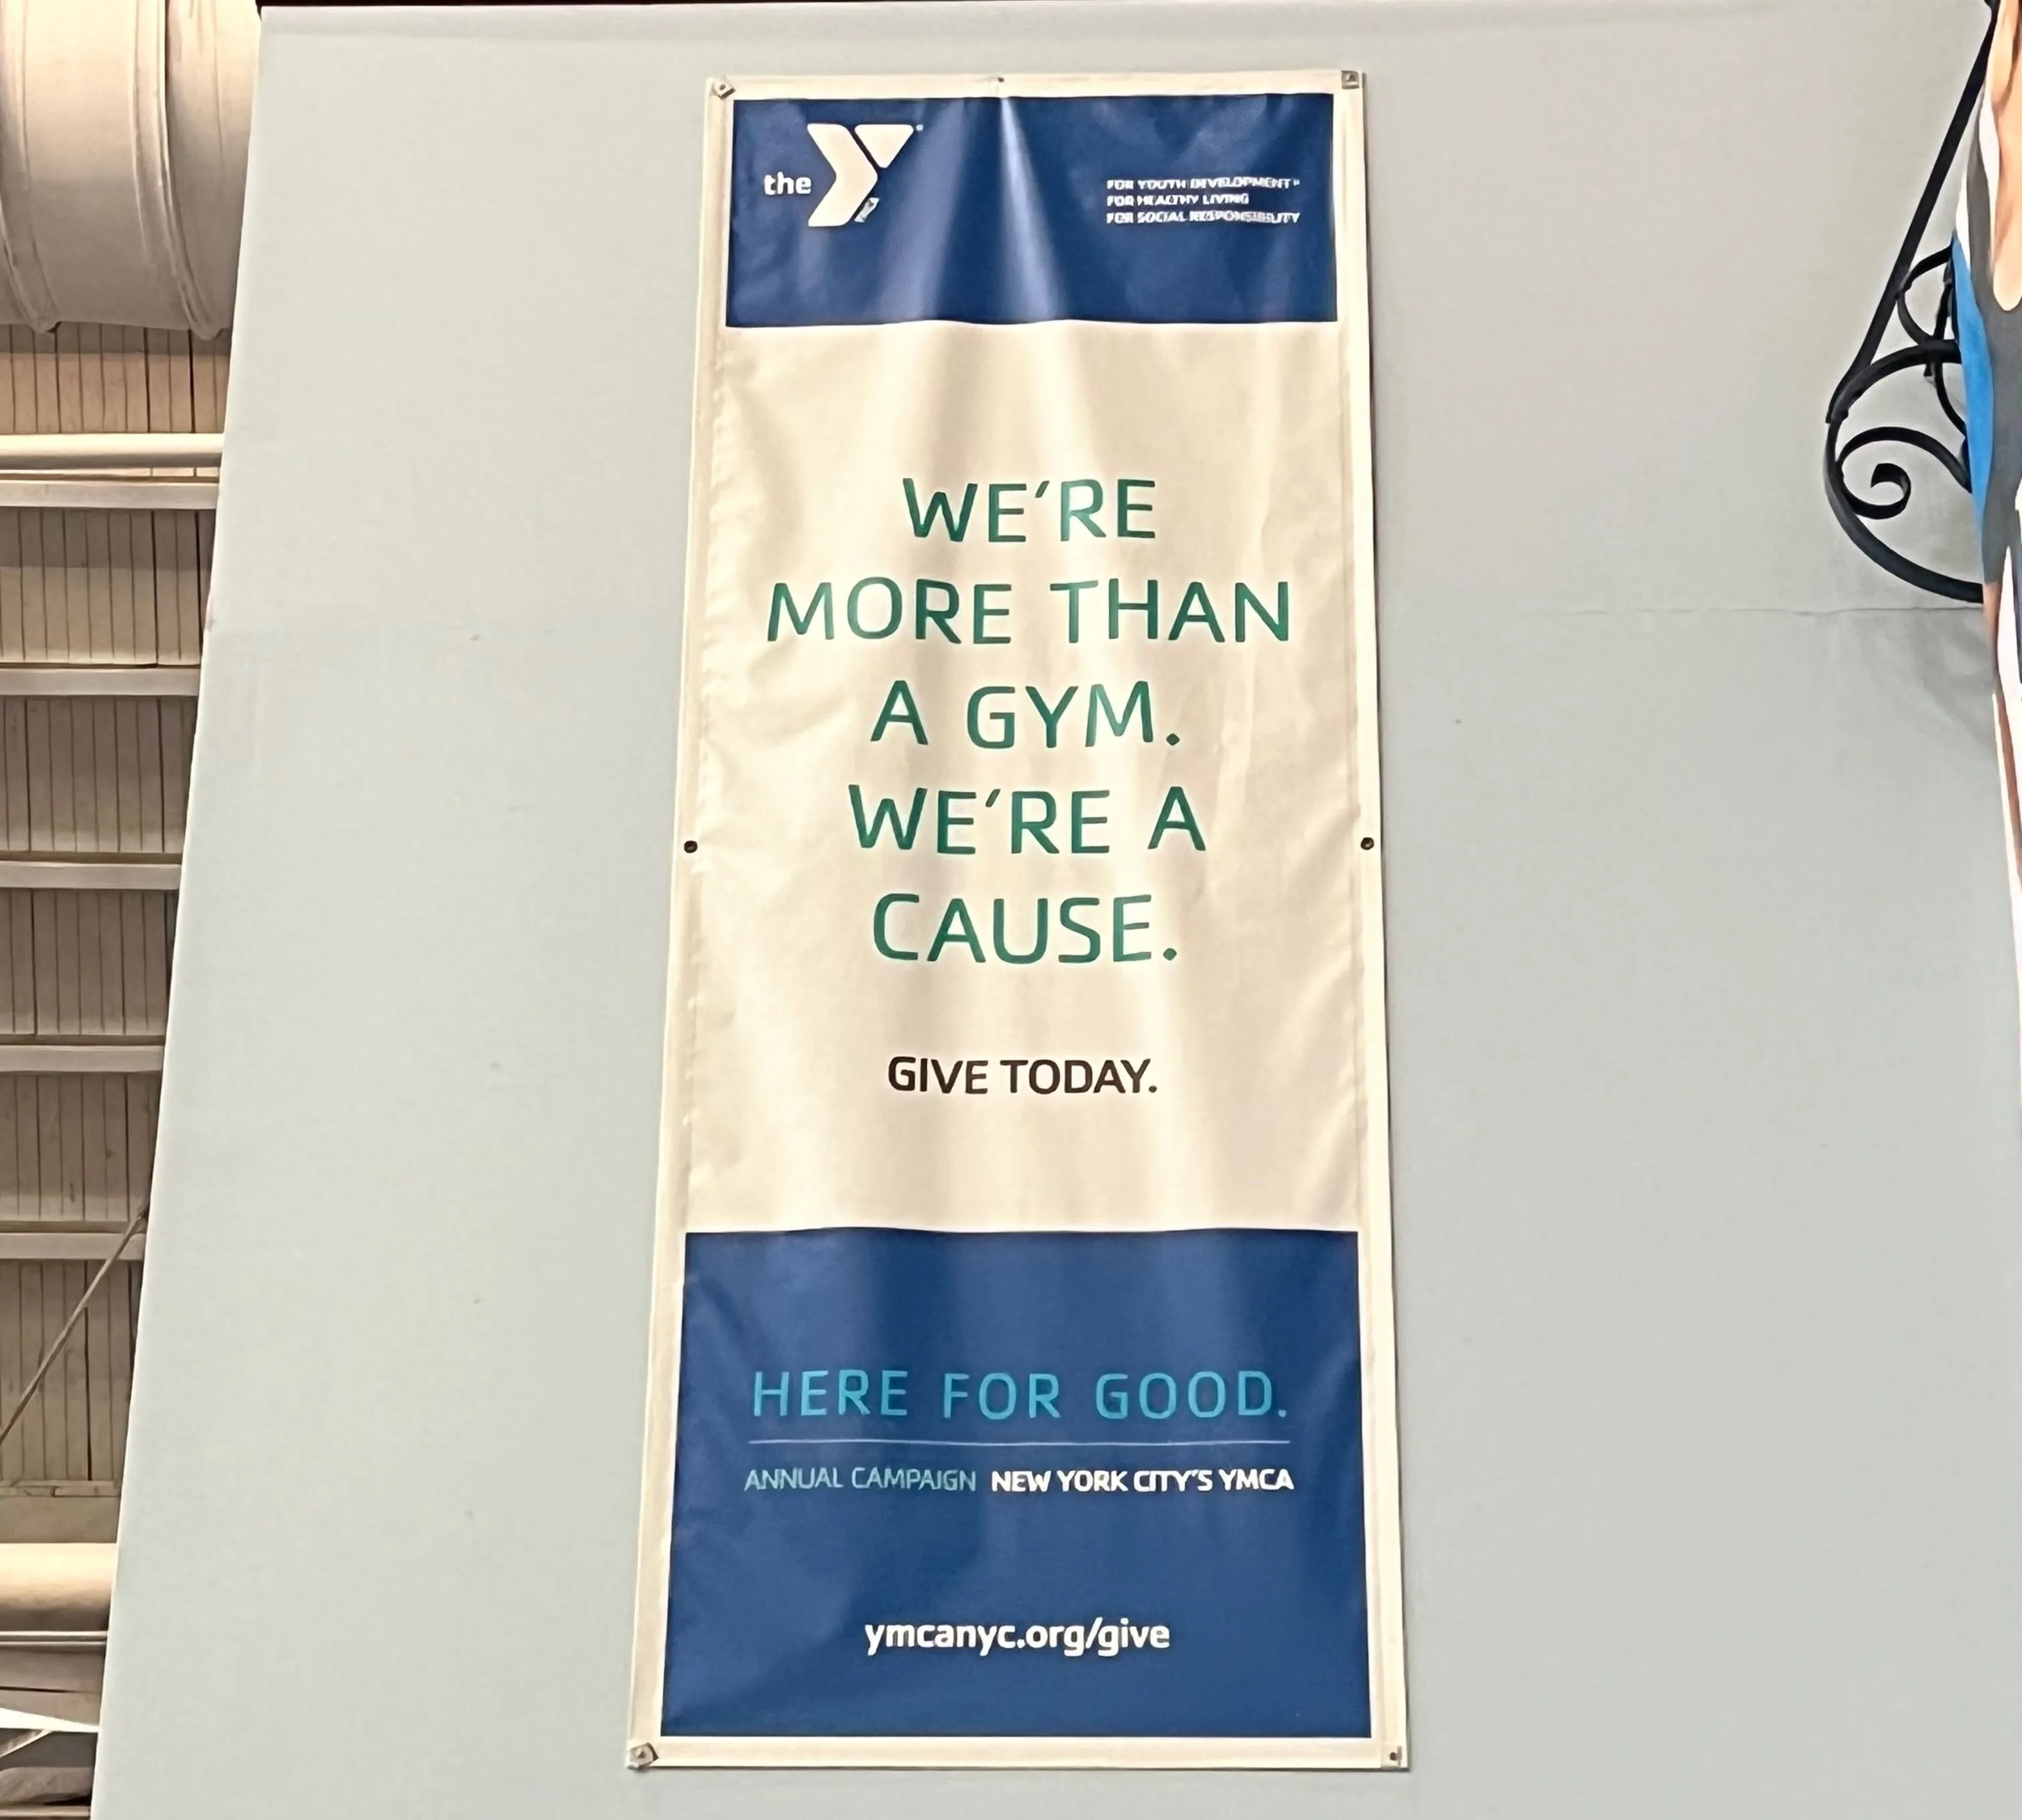 the Y
YMCA
FOR YOUTH DEVELOPMENT®
FOR HEALTHY LIVING
FOR SOCIAL RESPONSIBILITY
WE'RE
MORE THAN
A GYM.
WE'RE A
CAUSE.
GIVE TODAY.
HERE FOR GOOD.
ANNUAL CAMPAIGN NEW YORK CITY'S YMCA
ymcanyc.org/give